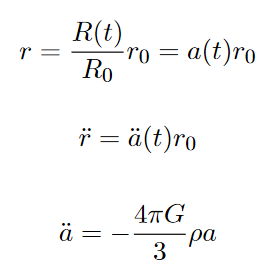 r = \frac{R(t)}{R_0} r_0 = a(t) r_0
\ddot{r} = \ddot{a}(t) r_0
\ddot{a} = -\frac{4\pi G}{3} \rho a